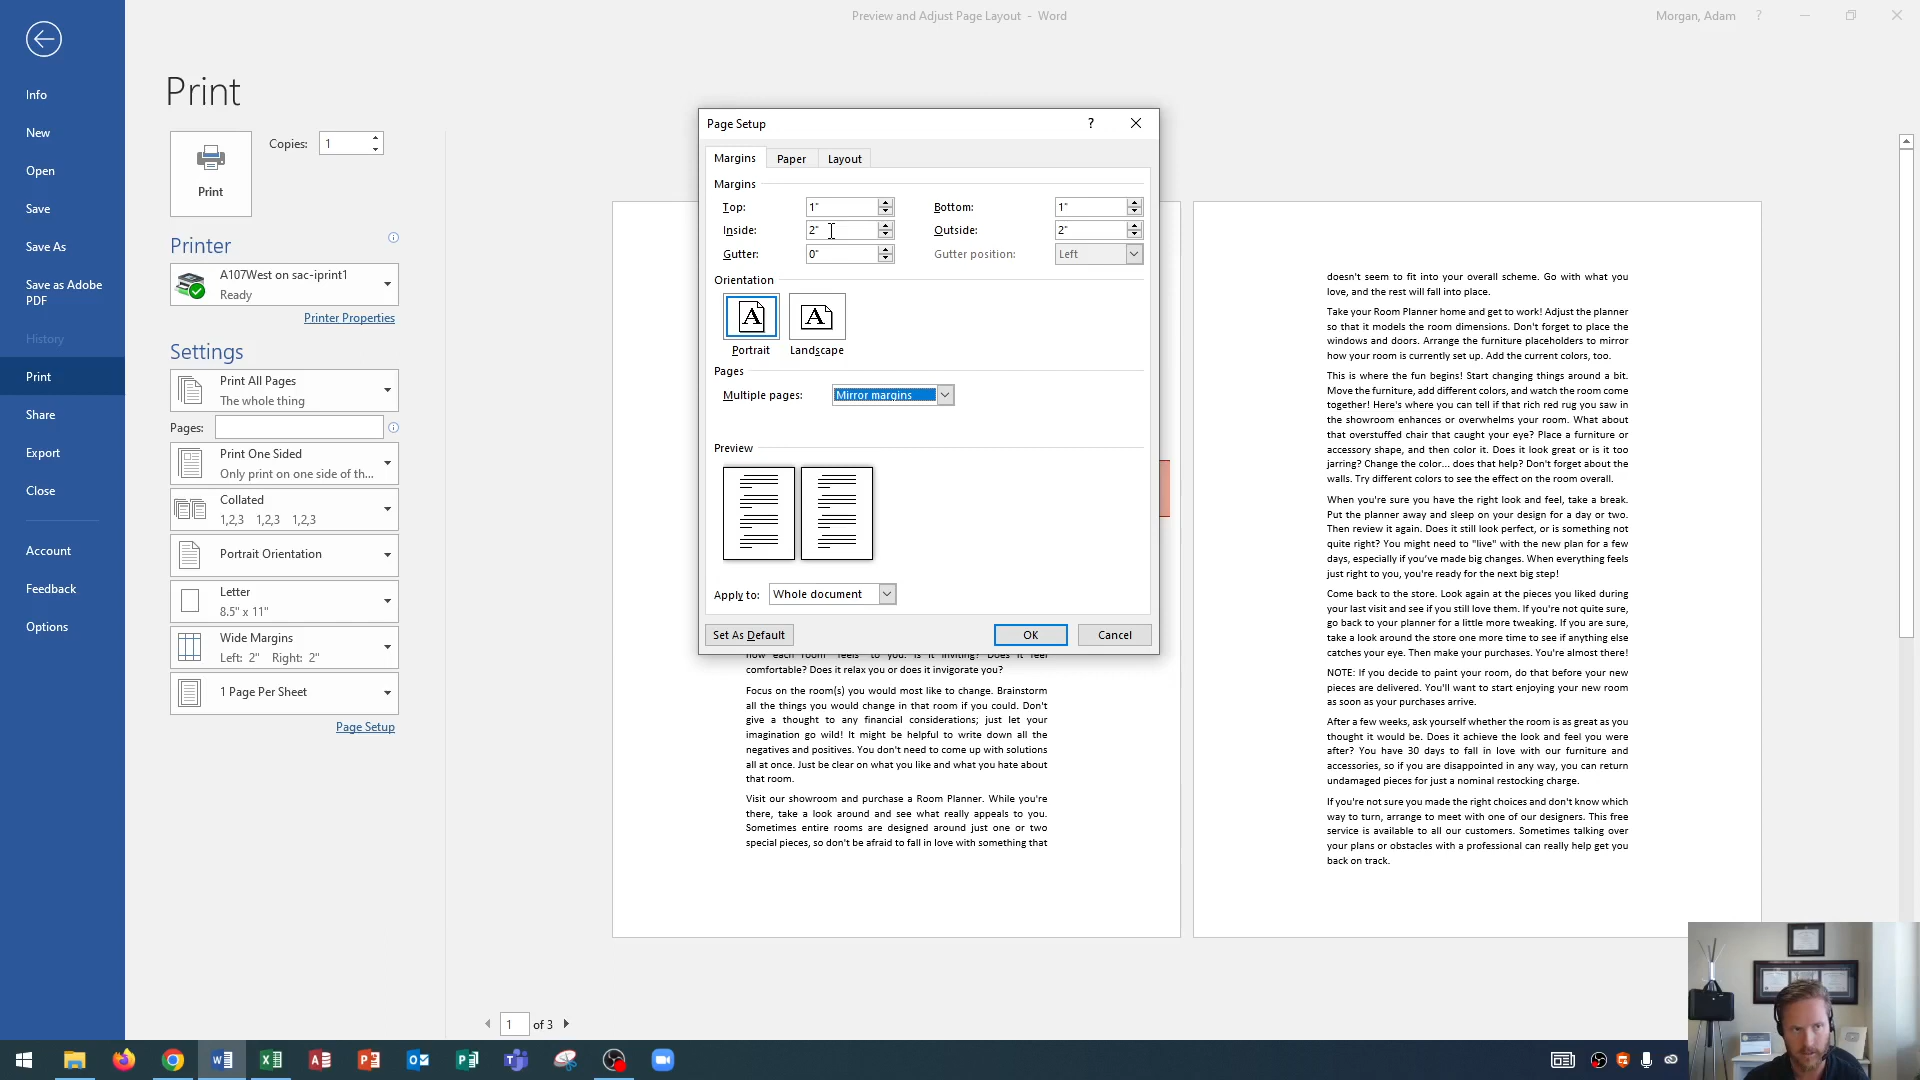 Preview and Adjust Page Layout - Word
Morgan, Adam
?
Info
New
Open
Save
Save As
Save as Adobe
PDF
History
Print
Share
Export
Close
Account
Feedback
Options
Print
Print
Copies: 1
Printer
A107West on sac-iprint1
Ready
Printer Properties
Settings
Print All Pages
The whole thing
Pages:
Print One Sided
Only print on one side of th...
Collated
1,2,3 1,2,3 1,2,3
Portrait Orientation
Letter
8.5" x 11"
Wide Margins
Left: 2" Right: 2"
1 Page Per Sheet
Page Setup
Page Setup
?
Margins Paper Layout
Margins
Top: 1" Bottom: 1"
Inside: 2" Outside: 2"
Gutter: 0" Gutter position: Left
Orientation
A A
Portrait Landscape
Pages
Multiple pages: Mirror margins
Preview
Apply to: Whole document
Set As Default OK Cancel
how each room "feels" to you. Is it inviting? Does it feel
comfortable? Does it relax you or does it invigorate you?
Focus on the room(s) you would most like to change. Brainstorm
all the things you would change in that room if you could. Don't
give a thought to any financial considerations; just let your
imagination go wild! It might be helpful to write down all the
negatives and positives. You don't need to come up with solutions
all at once. Just be clear on what you like and what you hate about
that room.
Visit our showroom and purchase a Room Planner. While you're
there, take a look around and see what really appeals to you.
Sometimes entire rooms are designed around just one or two
special pieces, so don't be afraid to fall in love with something that
doesn't seem to fit into your overall scheme. Go with what you
love, and the rest will fall into place.
Take your Room Planner home and get to work! Adjust the planner
so that it models the room dimensions. Don't forget to place the
windows and doors. Arrange the furniture placeholders to mirror
how your room is currently set up. Add the current colors, too.
This is where the fun begins! Start changing things around a bit.
Move the furniture, add different colors, and watch the room come
together! Here's where you can tell if that rich red rug you saw in
the showroom enhances or overwhelms your room. What about
that overstuffed chair that caught your eye? Place a furniture or
accessory shape, and then color it. Does it look great or is it too
jarring? Change the color... does that help? Don't forget about the
walls. Try different colors to see the effect on the room overall.
When you're sure you have the right look and feel, take a break.
Put the planner away and sleep on your design for a day or two.
Then review it again. Does it still look perfect, or is something not
quite right? You might need to "live" with the new plan for a few
days, especially if you've made big changes. When everything feels
just right to you, you're ready for the next big step!
Come back to the store. Look again at the pieces you liked during
your last visit and see if you still love them. If you're not quite sure,
go back to your planner for a little more tweaking. If you are sure,
take a look around the store one more time to see if anything else
catches your eye. Then make your purchases. You're almost there!
NOTE: If you decide to paint your room, do that before your new
pieces are delivered. You'll want to start enjoying your new room
as soon as your purchases arrive.
After a few weeks, ask yourself whether the room is as great as you
thought it would be. Does it achieve the look and feel you were
after? You have 30 days to fall in love with our furniture and
accessories, so if you are disappointed in any way, you can return
undamaged pieces for just a nominal restocking charge.
If you're not sure you made the right choices and don't know which
way to turn, arrange to meet with one of our designers. This free
service is available to all our customers. Sometimes talking over
your plans or obstacles with a professional can really help get you
back on track.
1 of 3